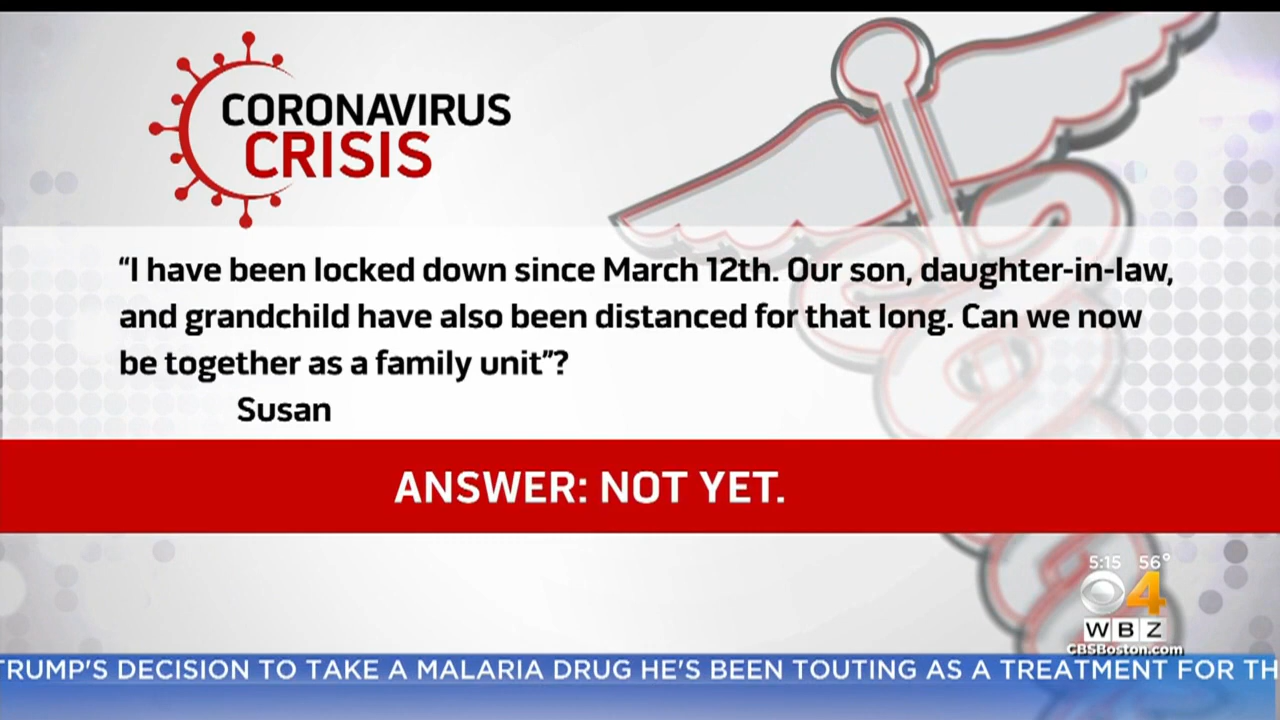 CORONAVIRUS
CRISIS
“I have been locked down since March 12th. Our son, daughter-in-law,
and grandchild have also been distanced for that long. Can we now
be together as a family unit”?
Susan
ANSWER: NOT YET.
5:15 56°
4
WBZ
CBSBoston.com
TRUMP'S DECISION TO TAKE A MALARIA DRUG HE'S BEEN TOUTING AS A TREATMENT FOR TH